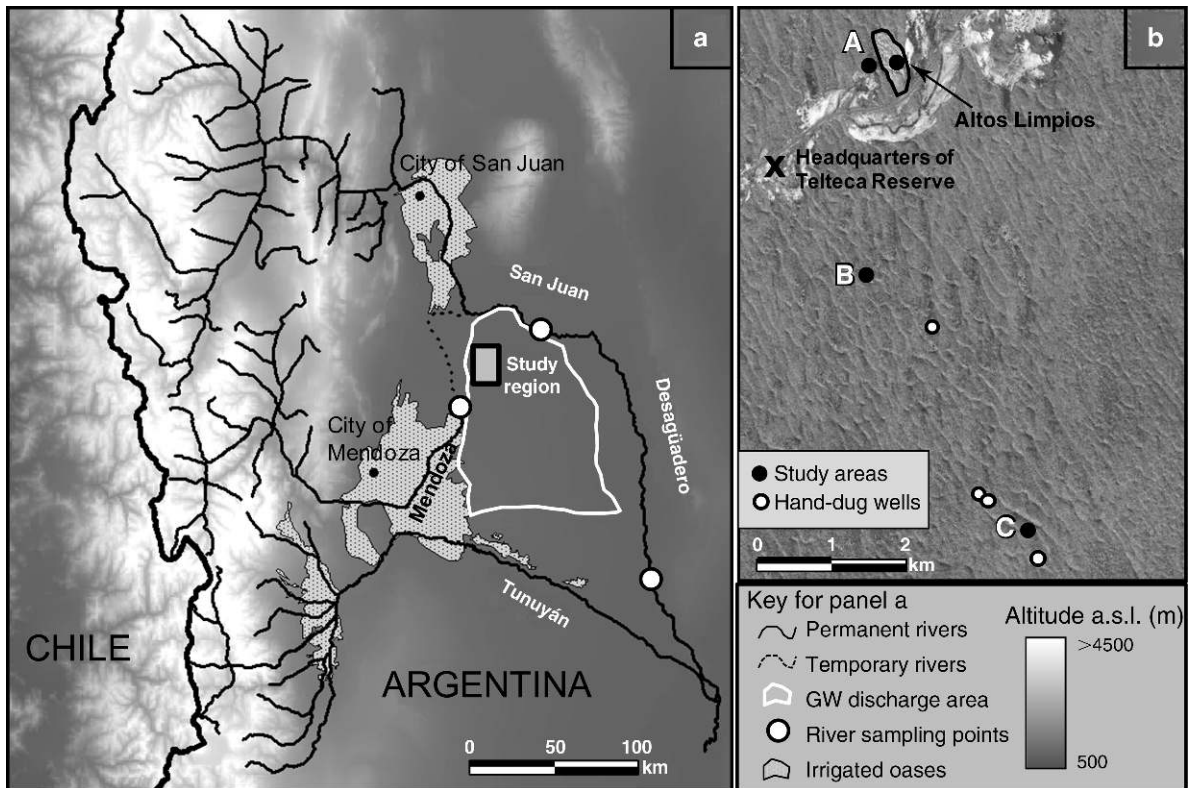 a
City of San Juan
San Juan
Study
region
City of
Mendoza
Mendoza
Desagüadero
Tunuyán
CHILE
ARGENTINA
0 50 100
km
b
A
Altos Limpios
X
Headquarters of
Telteca Reserve
B
Study areas
Hand-dug wells
C
0 1 2
km
Key for panel a
Permanent rivers
Temporary rivers
GW discharge area
River sampling points
Irrigated oases
Altitude a.s.l. (m)
>4500
500